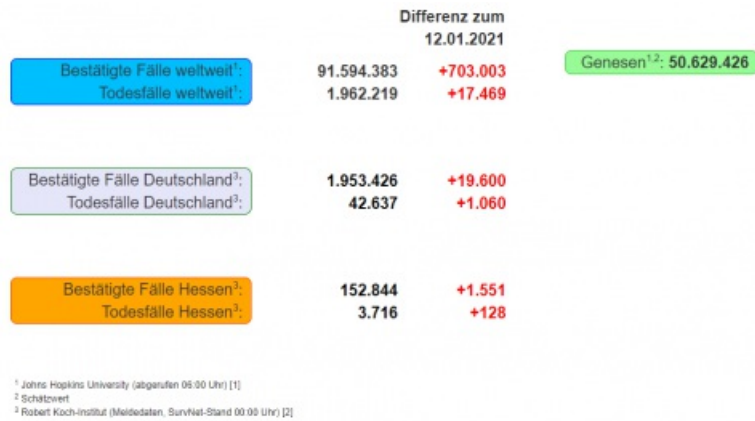 Differenz zum
12.01.2021
Genesen¹,²: 50.629.426
Bestätigte Fälle weltweit¹: 91.594.383 +703.003
Todesfälle weltweit¹: 1.962.219 +17.469
Bestätigte Fälle Deutschland³: 1.953.426 +19.600
Todesfälle Deutschland³: 42.637 +1.060
Bestätigte Fälle Hessen³: 152.844 +1.551
Todesfälle Hessen³: 3.716 +128
¹ Johns Hopkins University (abgerufen 06:00 Uhr) [1]
² Schätzwert
³ Robert Koch-Institut (Meldedaten, SurvNet-Stand 00:00 Uhr) [2]